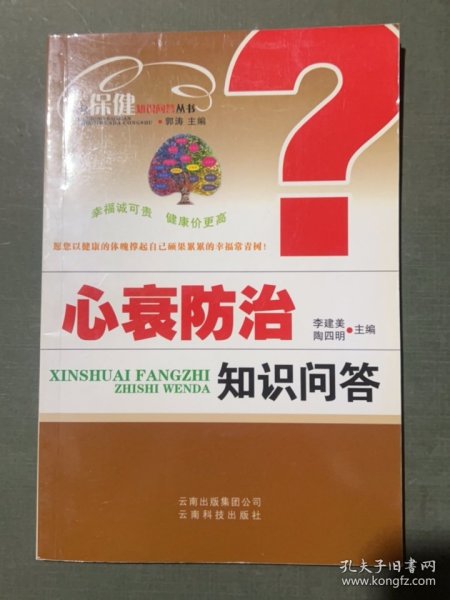 保健知识问答丛书
郭涛 主编
幸福诚可贵 健康价更高
愿您以健康的体魄撑起自己硕果累累的幸福常青树!
?
心衰防治
李建美
陶四明
主编
XINSHUAI FANGZHI
ZHISHI WENDA
知识问答
云南出版集团公司
云南科技出版社
孔夫子旧书网
www.kongfz.com